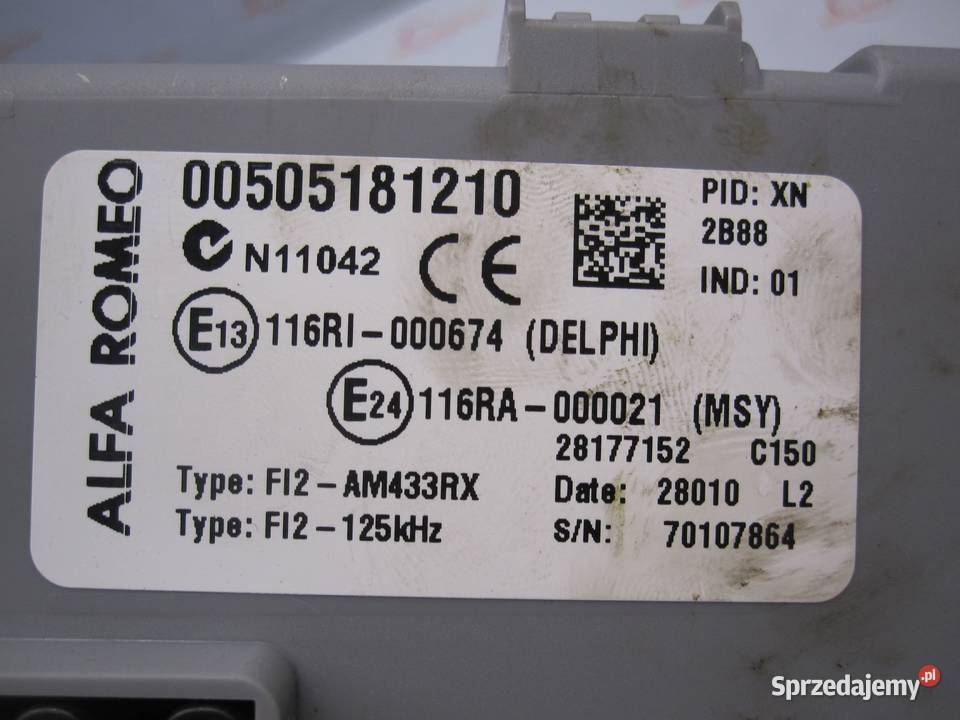 ALFA ROMEO
00505181210
N11042 CE
PID: XN
2B88
IND: 01
E13 116RI-000674 (DELPHI)
E24 116RA-000021 (MSY)
28177152 C150
Type: FI2-AM433RX
Date: 28010 L2
Type: FI2-125kHz
S/N: 70107864
Sprzedajemy.pl